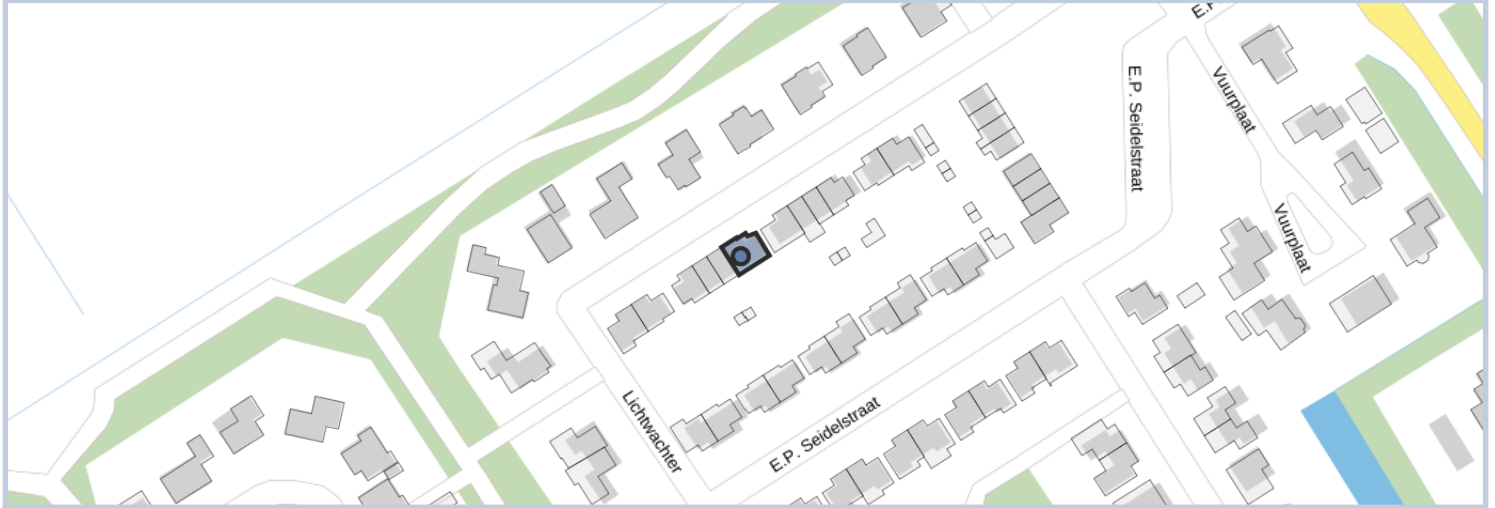 E.P. Seidelstraat
Vuurplaat
Vuurplaat
Lichtwachter
E.P. Seidelstraat